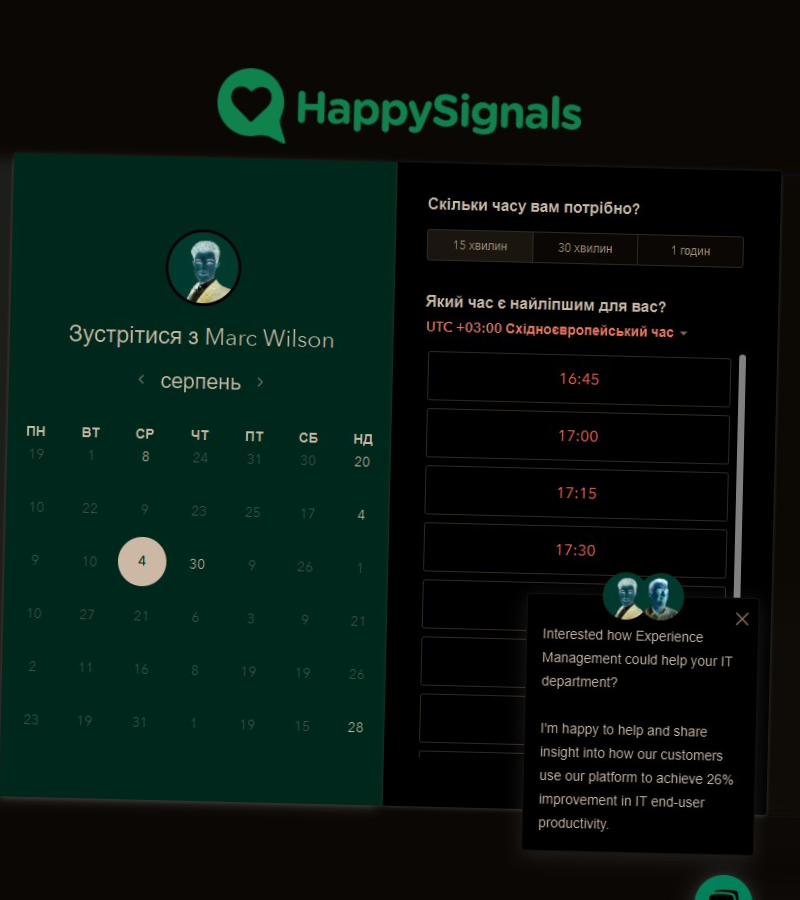 HappySignals
Зустрітися з Marc Wilson
серпень
ПН ВТ СР ЧТ ПТ СБ НД
19 1 8 24 31 30 20
10 22 9 23 25 17 4
9 10 4 30 9 26 1
10 27 21 6 3 9 21
2 11 16 8 19 19 26
23 19 31 1 19 15 28
Скільки часу вам потрібно?
15 хвилин 30 хвилин 1 годин
Який час є найліпшим для вас?
UTC +03:00 Східноєвропейський час
16:45
17:00
17:15
17:30
Interested how Experience
Management could help your IT
department?
I'm happy to help and share
insight into how our customers
use our platform to achieve 26%
improvement in IT end-user
productivity.